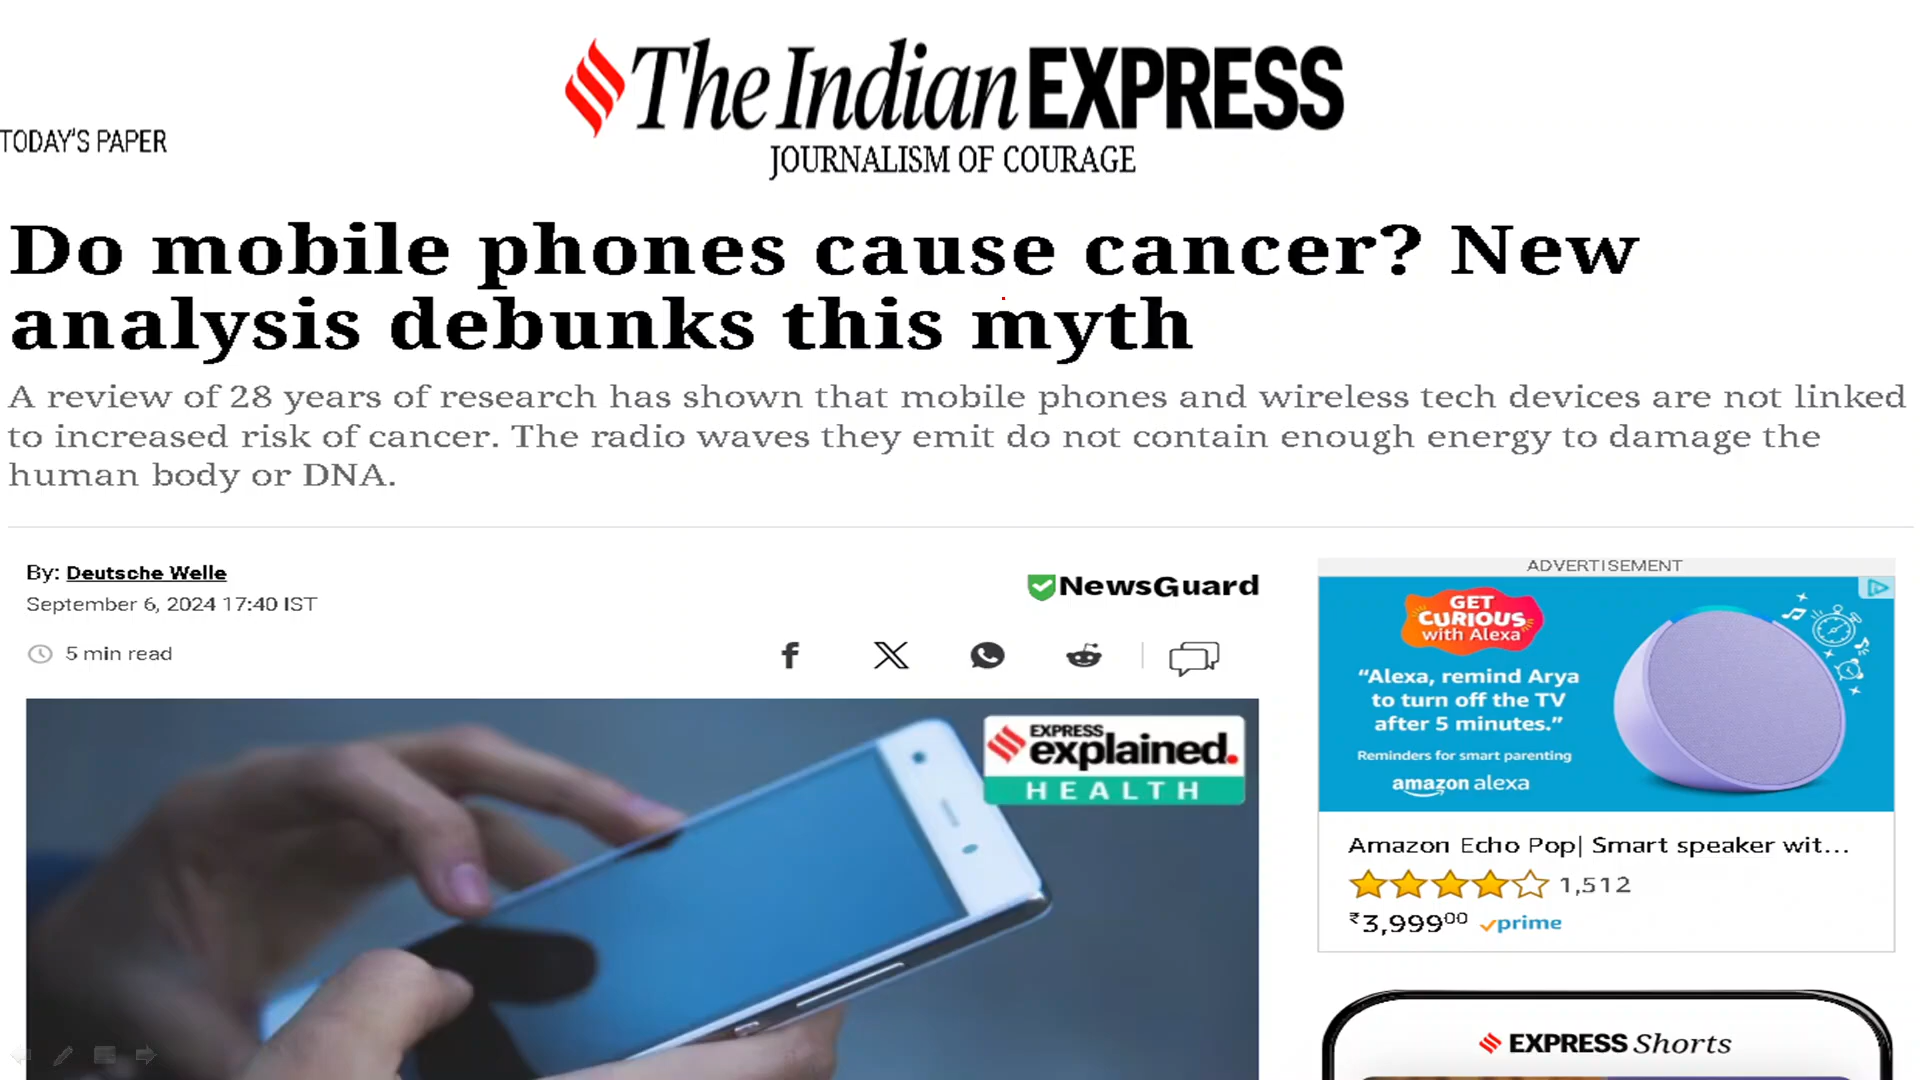 The Indian EXPRESS
JOURNALISM OF COURAGE
TODAY'S PAPER
Do mobile phones cause cancer? New
analysis debunks this myth
A review of 28 years of research has shown that mobile phones and wireless tech devices are not linked
to increased risk of cancer. The radio waves they emit do not contain enough energy to damage the
human body or DNA.
By: Deutsche Welle
September 6, 2024 17:40 IST
NewsGuard
5 min read
EXPRESS
explained.
HEALTH
ADVERTISEMENT
GET
CURIOUS
with Alexa
“Alexa, remind Arya
to turn off the TV
after 5 minutes.”
Reminders for smart parenting
amazon alexa
Amazon Echo Pop| Smart speaker wit...
1,512
₹3,999⁰⁰ prime
EXPRESS Shorts